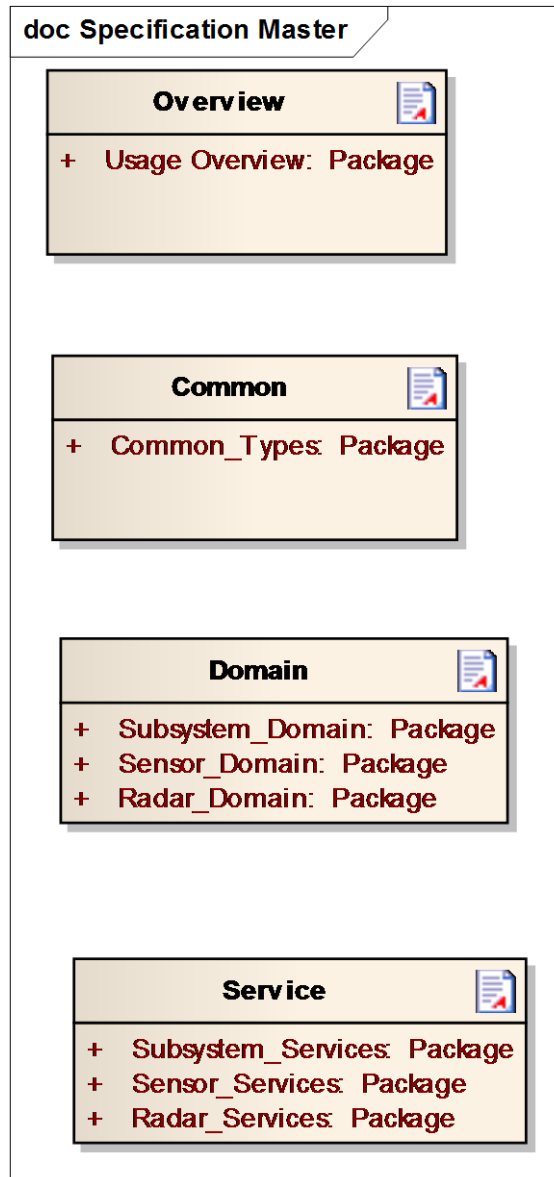 doc Specification Master
Overview
+ Usage Overview: Package
Common
+ Common_Types: Package
Domain
+ Subsystem_Domain: Package
+ Sensor_Domain: Package
+ Radar_Domain: Package
Service
+ Subsystem_Services: Package
+ Sensor_Services: Package
+ Radar_Services: Package